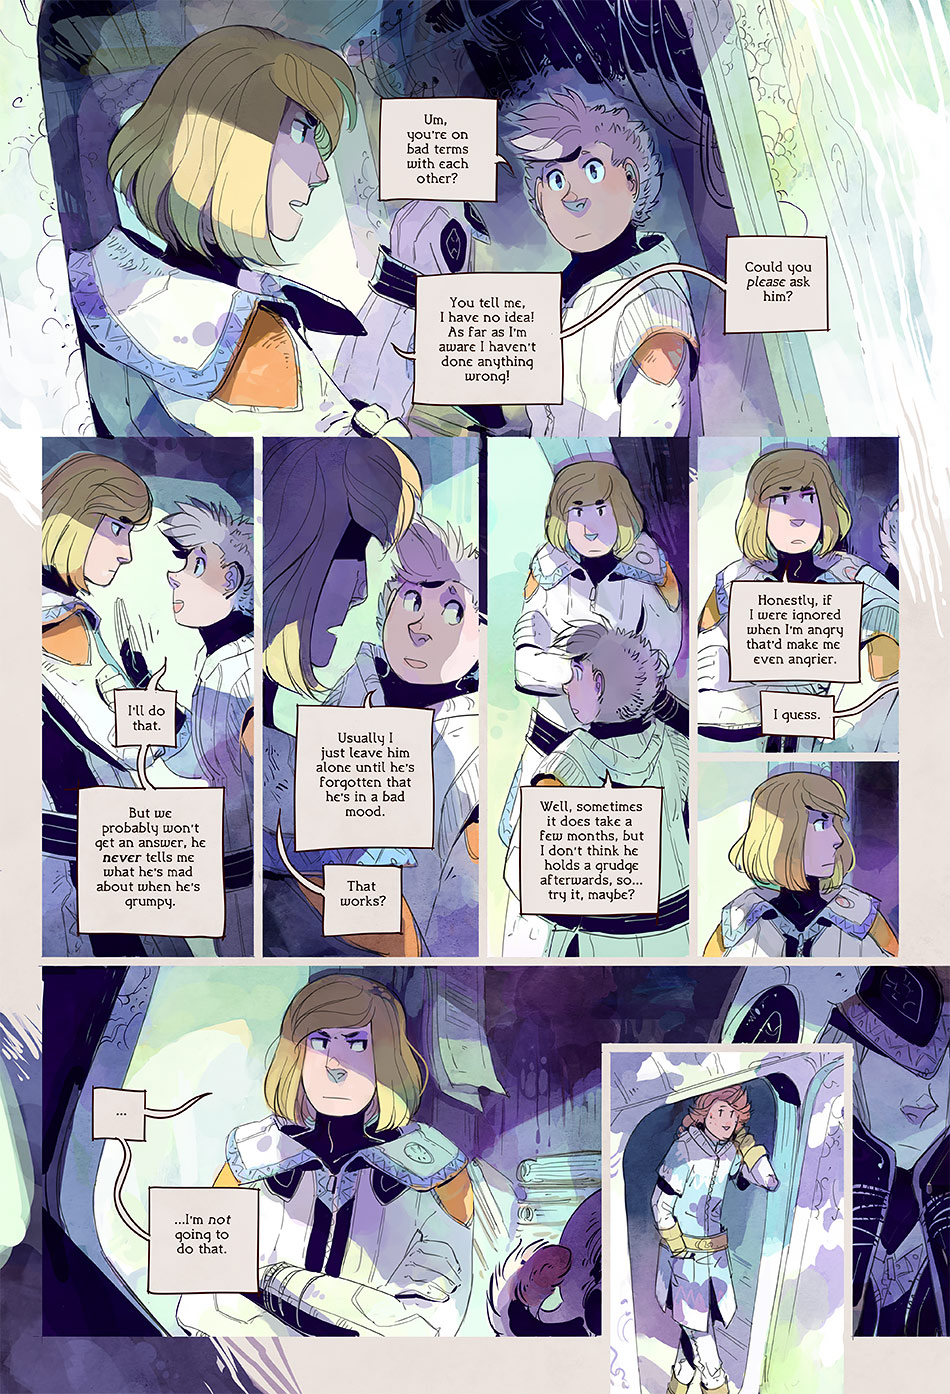 Um,
you're on
bad terms
with each
other?
You tell me,
I have no idea!
As far as I'm
aware I haven't
done anything
wrong!
Could you
please ask
him?
I'll do
that.
But we
probably won't
get an answer, he
never tells me
what he's mad
about when he's
grumpy.
Usually I
just leave him
alone until he's
forgotten that
he's in a bad
mood.
That
works?
Well, sometimes
it does take a
few months, but
I don't think he
holds a grudge
afterwards, so...
try it, maybe?
Honestly, if
I were ignored
when I'm angry
that'd make me
even angrier.
I guess.
...
...I'm not
going to
do that.